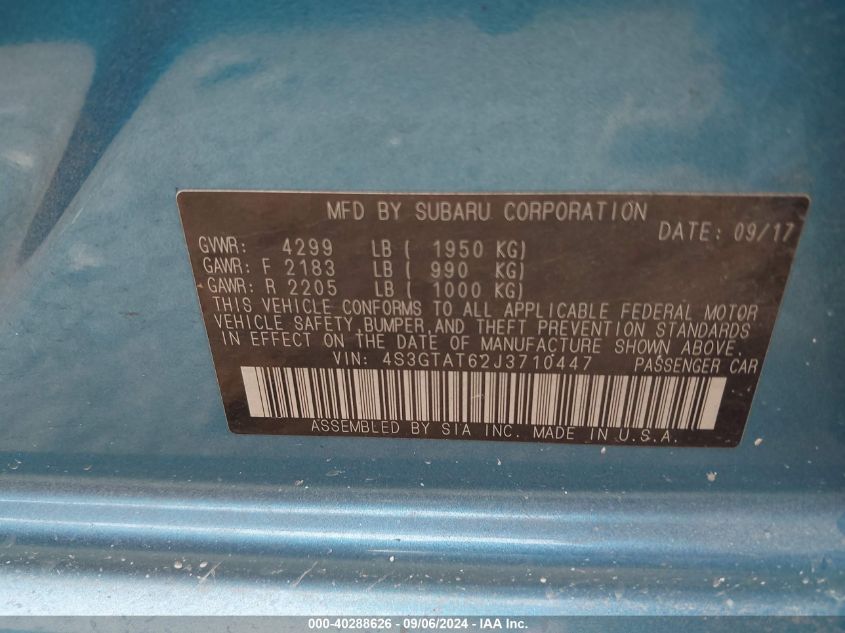 MFD BY SUBARU CORPORATION
DATE: 09/17
GVWR: 4299 LB ( 1950 KG)
GAWR: F 2183 LB ( 990 KG)
GAWR: R 2205 LB ( 1000 KG)
THIS VEHICLE CONFORMS TO ALL APPLICABLE FEDERAL MOTOR
VEHICLE SAFETY,BUMPER,AND THEFT PREVENTION STANDARDS
IN EFFECT ON THE DATE OF MANUFACTURE SHOWN ABOVE.
VIN: 4S3GTAT62J3710447 PASSENGER CAR
ASSEMBLED BY SIA INC. MADE IN U.S.A.
000-40288626 - 09/06/2024 - IAA Inc.